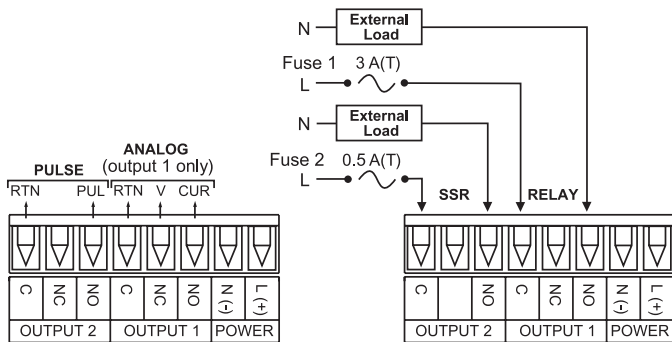 N External Load
Fuse 1 3 A(T)
L
N External Load
Fuse 2 0.5 A(T)
L
ANALOG
(output 1 only)
PULSE
RTN PUL RTN V CUR
SSR RELAY
C NC NO C NC NO N (-) L (+)
OUTPUT 2 OUTPUT 1 POWER
C NO C NC NO N (-) L (+)
OUTPUT 2 OUTPUT 1 POWER